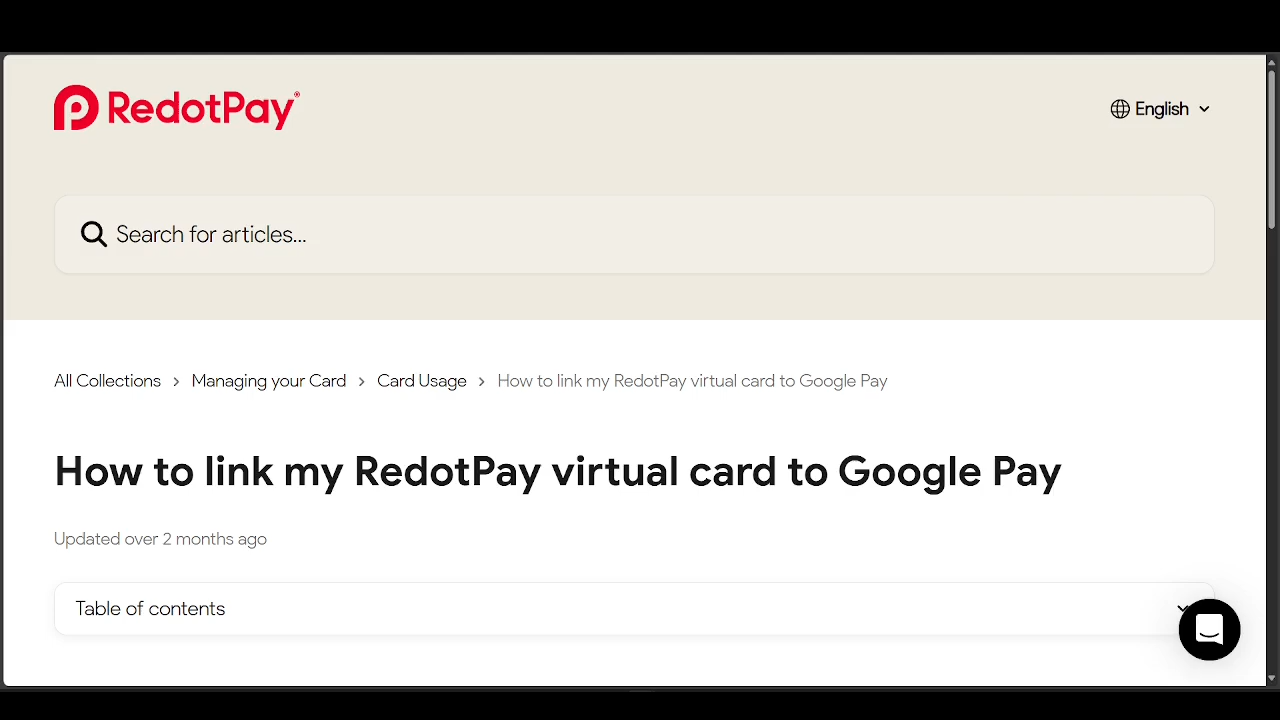 RedotPay®
English
Search for articles...
All Collections > Managing your Card > Card Usage > How to link my RedotPay virtual card to Google Pay
How to link my RedotPay virtual card to Google Pay
Updated over 2 months ago
Table of contents